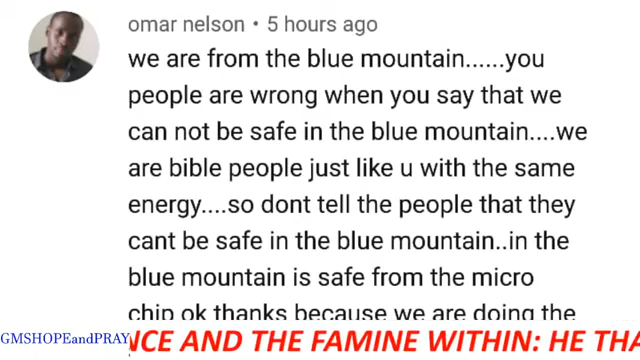 omar nelson • 5 hours ago
we are from the blue mountain......you
people are wrong when you say that we
can not be safe in the blue mountain....we
are bible people just like u with the same
energy....so dont tell the people that they
cant be safe in the blue mountain..in the
blue mountain is safe from the micro
chip ok thanks because we are doing the
GMSHOPEandPRAY
NCE AND THE FAMINE WITHIN: HE THA